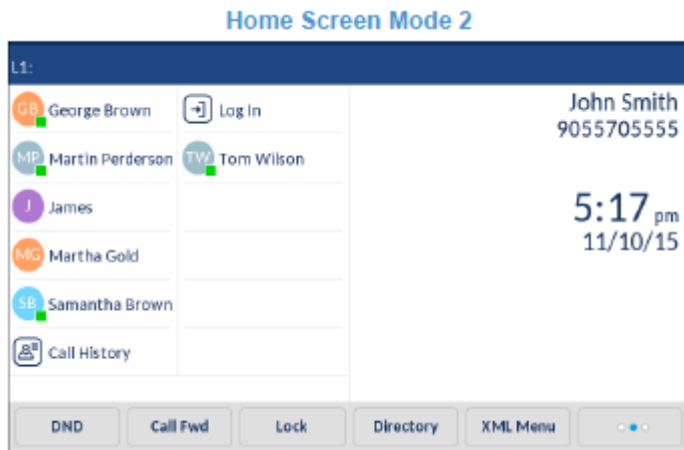 Home Screen Mode 2
L1:
GB George Brown
Log In
MP Martin Perderson
TW Tom Wilson
J James
MG Martha Gold
SB Samantha Brown
Call History
John Smith
9055705555
5:17 pm
11/10/15
DND Call Fwd Lock Directory XML Menu